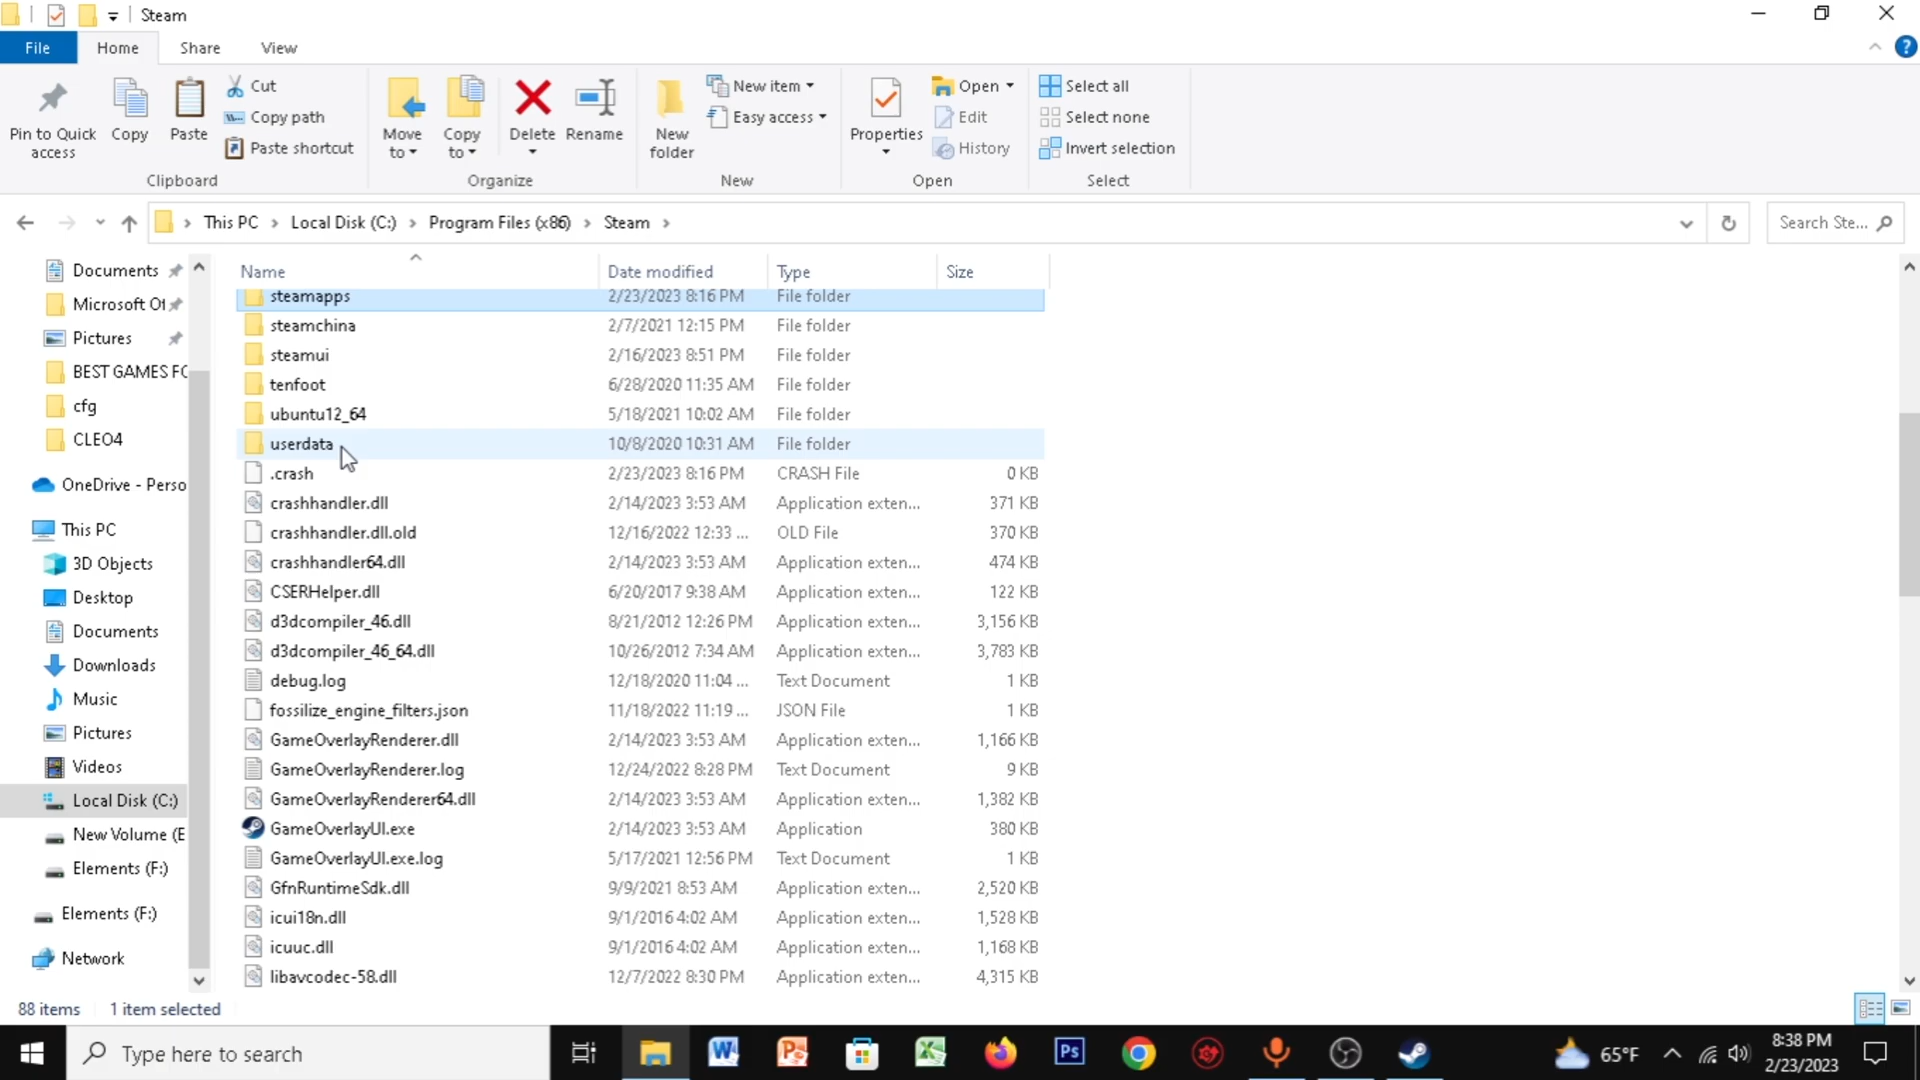 Steam
File Home Share View
Pin to Quick access
Copy
Paste
Cut
Copy path
Paste shortcut
Clipboard
Move to
Copy to
Delete
Rename
Organize
New folder
New item
Easy access
New
Properties
Open
Edit
History
Open
Select all
Select none
Invert selection
Select
This PC Local Disk (C:) Program Files (x86) Steam
Search Ste...
Documents
Microsoft Of
Pictures
BEST GAMES FO
cfg
CLEO4
OneDrive - Perso
This PC
3D Objects
Desktop
Documents
Downloads
Music
Pictures
Videos
Local Disk (C:)
New Volume (E
Elements (F:)
Elements (F:)
Network
Name Date modified Type Size
steamapps 2/23/2023 8:16 PM File folder
steamchina 2/7/2021 12:15 PM File folder
steamui 2/16/2023 8:51 PM File folder
tenfoot 6/28/2020 11:35 AM File folder
ubuntu12_64 5/18/2021 10:02 AM File folder
userdata 10/8/2020 10:31 AM File folder
.crash 2/23/2023 8:16 PM CRASH File 0 KB
crashhandler.dll 2/14/2023 3:53 AM Application exten... 371 KB
crashhandler.dll.old 12/16/2022 12:33 ... OLD File 370 KB
crashhandler64.dll 2/14/2023 3:53 AM Application exten... 474 KB
CSERHelper.dll 6/20/2017 9:38 AM Application exten... 122 KB
d3dcompiler_46.dll 8/21/2012 12:26 PM Application exten... 3,156 KB
d3dcompiler_46_64.dll 10/26/2012 7:34 AM Application exten... 3,783 KB
debug.log 12/18/2020 11:04 ... Text Document 1 KB
fossilize_engine_filters.json 11/18/2022 11:19 ... JSON File 1 KB
GameOverlayRenderer.dll 2/14/2023 3:53 AM Application exten... 1,166 KB
GameOverlayRenderer.log 12/24/2022 8:28 PM Text Document 9 KB
GameOverlayRenderer64.dll 2/14/2023 3:53 AM Application exten... 1,382 KB
GameOverlayUI.exe 2/14/2023 3:53 AM Application 380 KB
GameOverlayUI.exe.log 5/17/2021 12:56 PM Text Document 1 KB
GfnRuntimeSdk.dll 9/9/2021 8:53 AM Application exten... 2,520 KB
icui18n.dll 9/1/2016 4:02 AM Application exten... 1,528 KB
icuuc.dll 9/1/2016 4:02 AM Application exten... 1,168 KB
libavcodec-58.dll 12/7/2022 8:30 PM Application exten... 4,315 KB
88 items 1 item selected
Type here to search
Ps
65°F
8:38 PM
2/23/2023